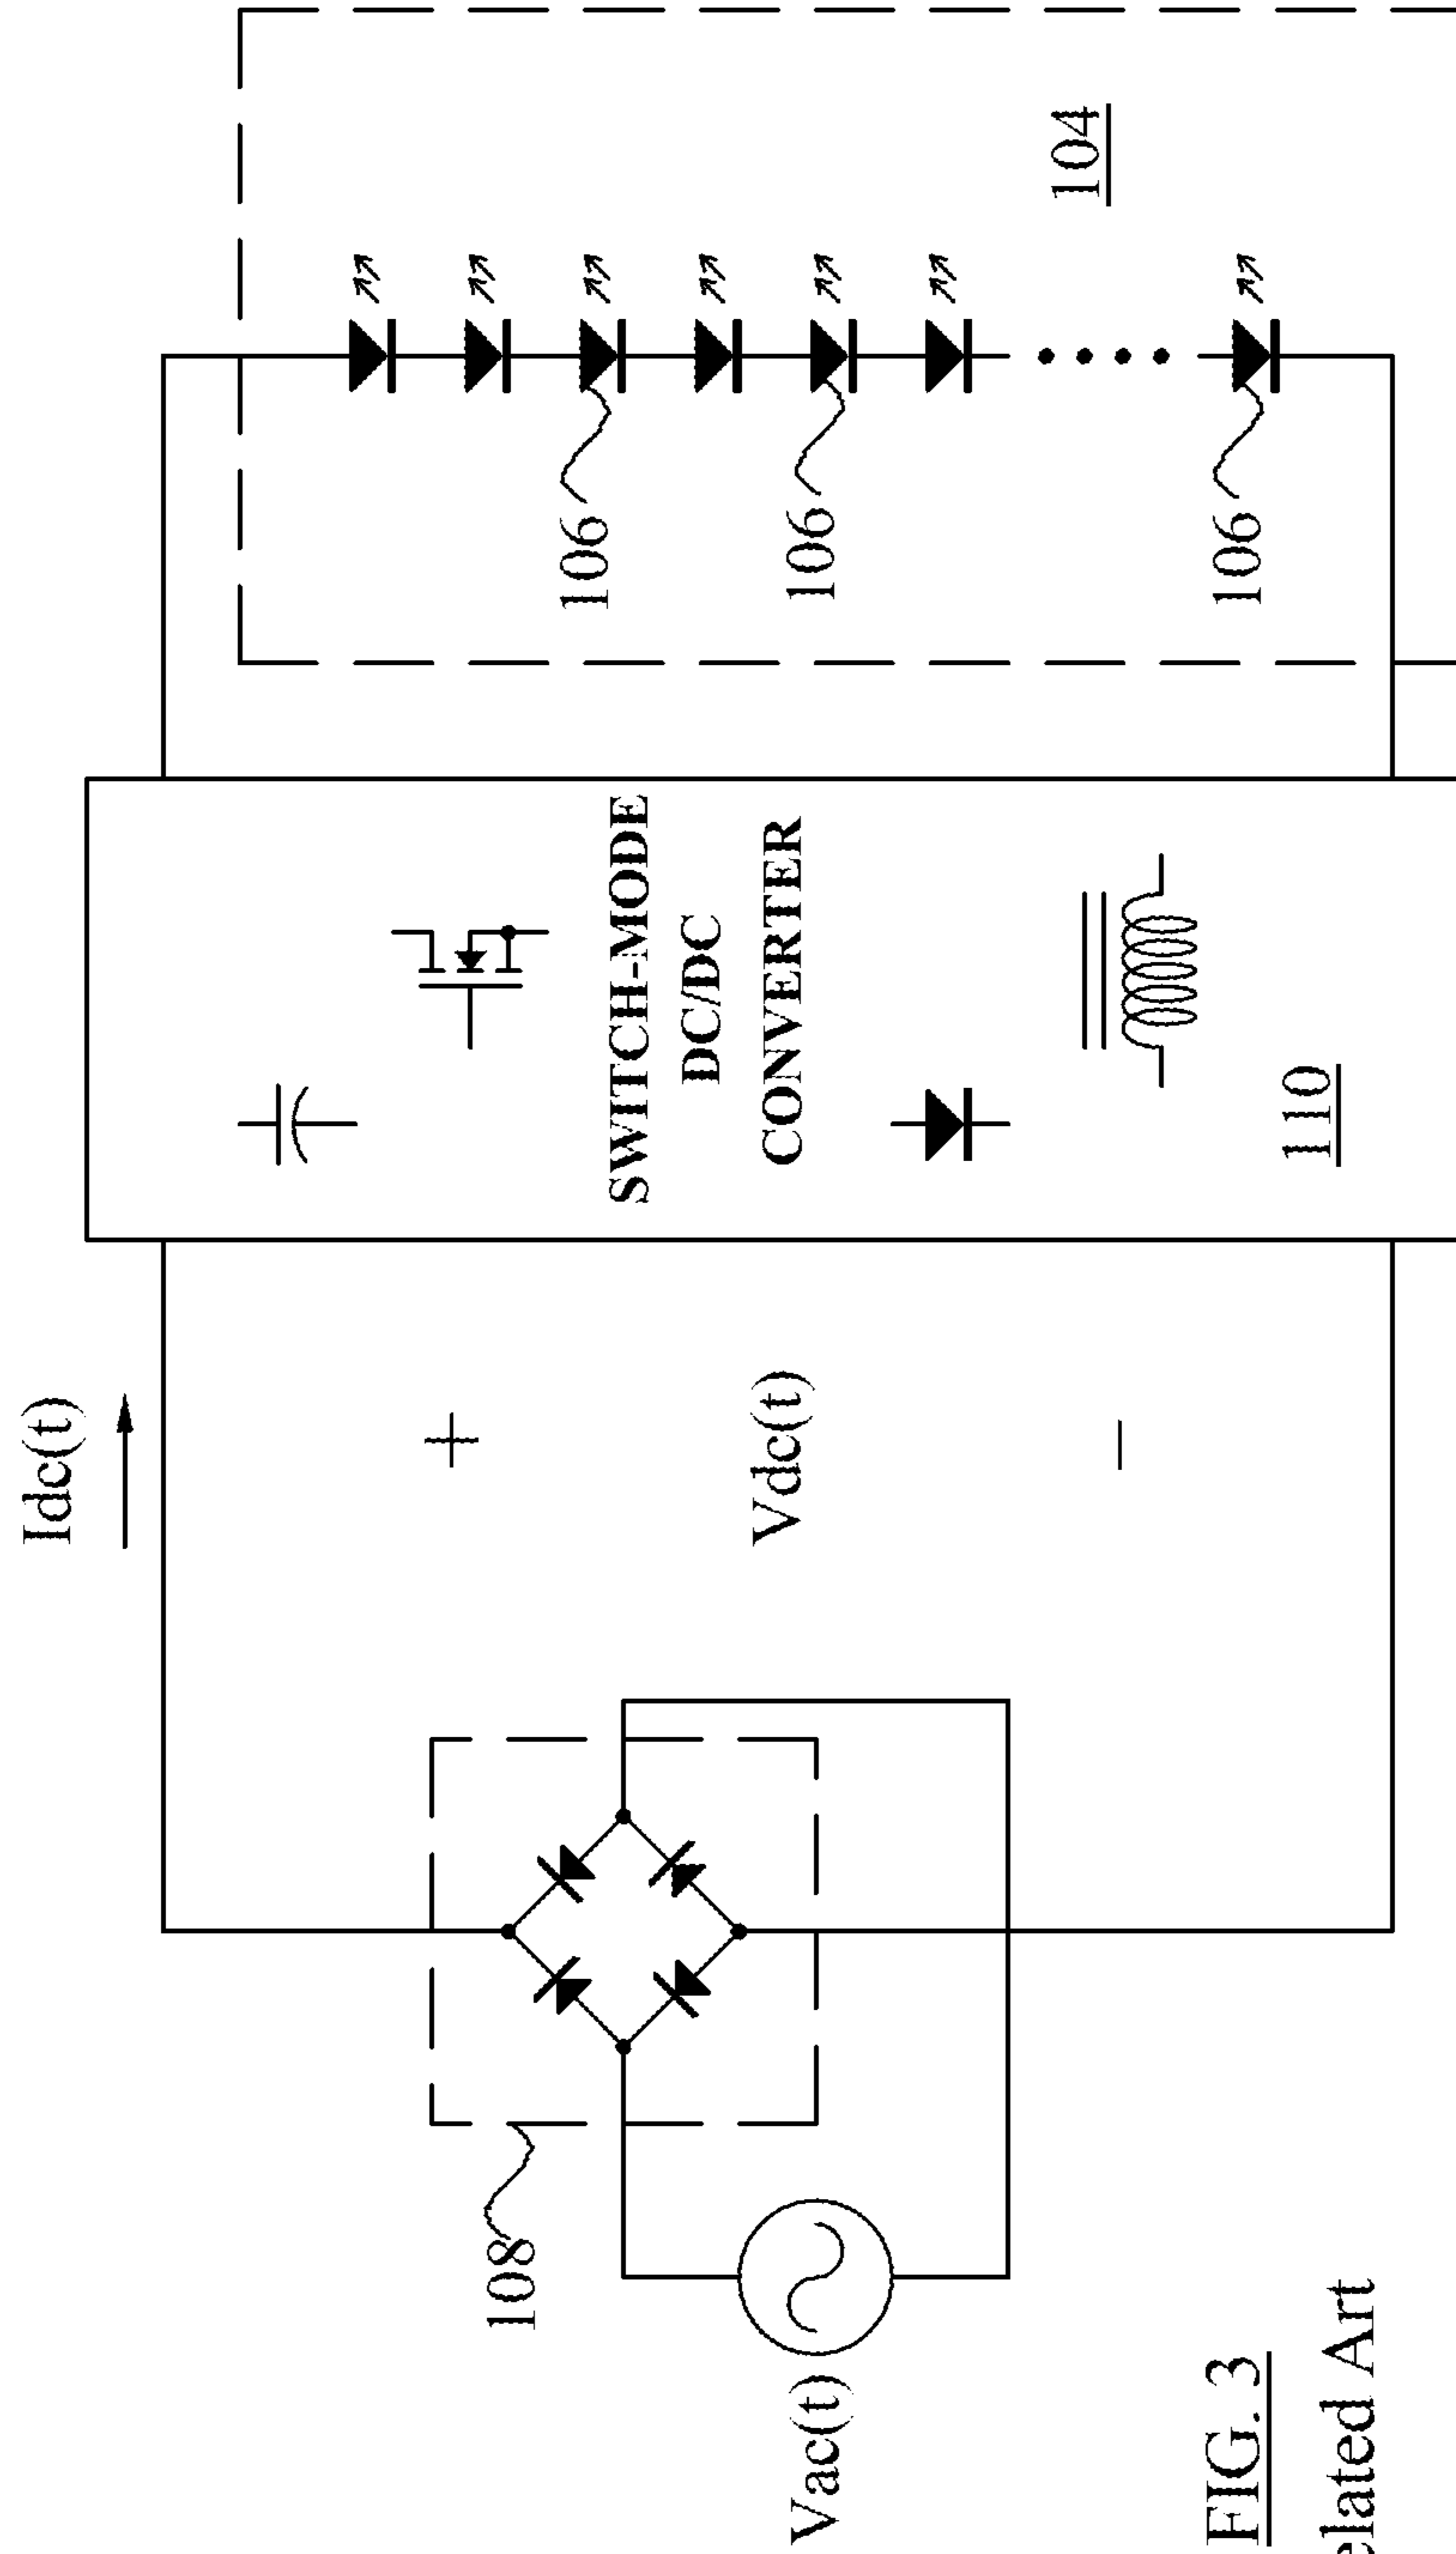 Idc(t)
+
Vdc(t)
–
Vac(t)
108
SWITCH-MODE
DC/DC
CONVERTER
110
106
106
106
104
FIG. 3